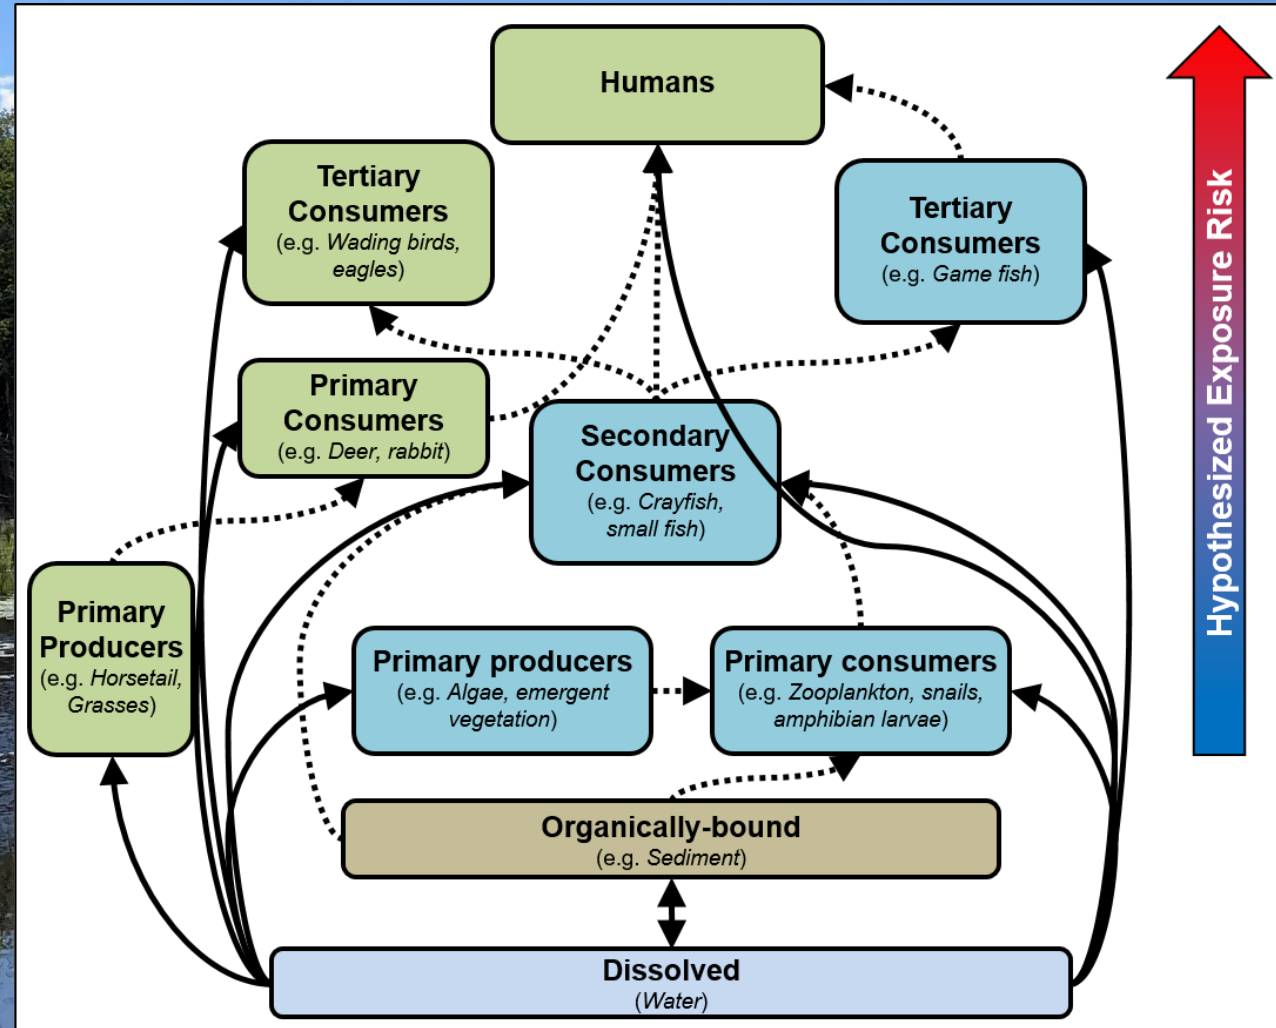 Humans
Tertiary
Consumers
(e.g. Wading birds,
eagles)
Tertiary
Consumers
(e.g. Game fish)
Primary
Consumers
(e.g. Deer, rabbit)
Secondary
Consumers
(e.g. Crayfish,
small fish)
Primary
Producers
(e.g. Horsetail,
Grasses)
Primary producers
(e.g. Algae, emergent
vegetation)
Primary consumers
(e.g. Zooplankton, snails,
amphibian larvae)
Organically-bound
(e.g. Sediment)
Dissolved
(Water)
Hypothesized Exposure Risk